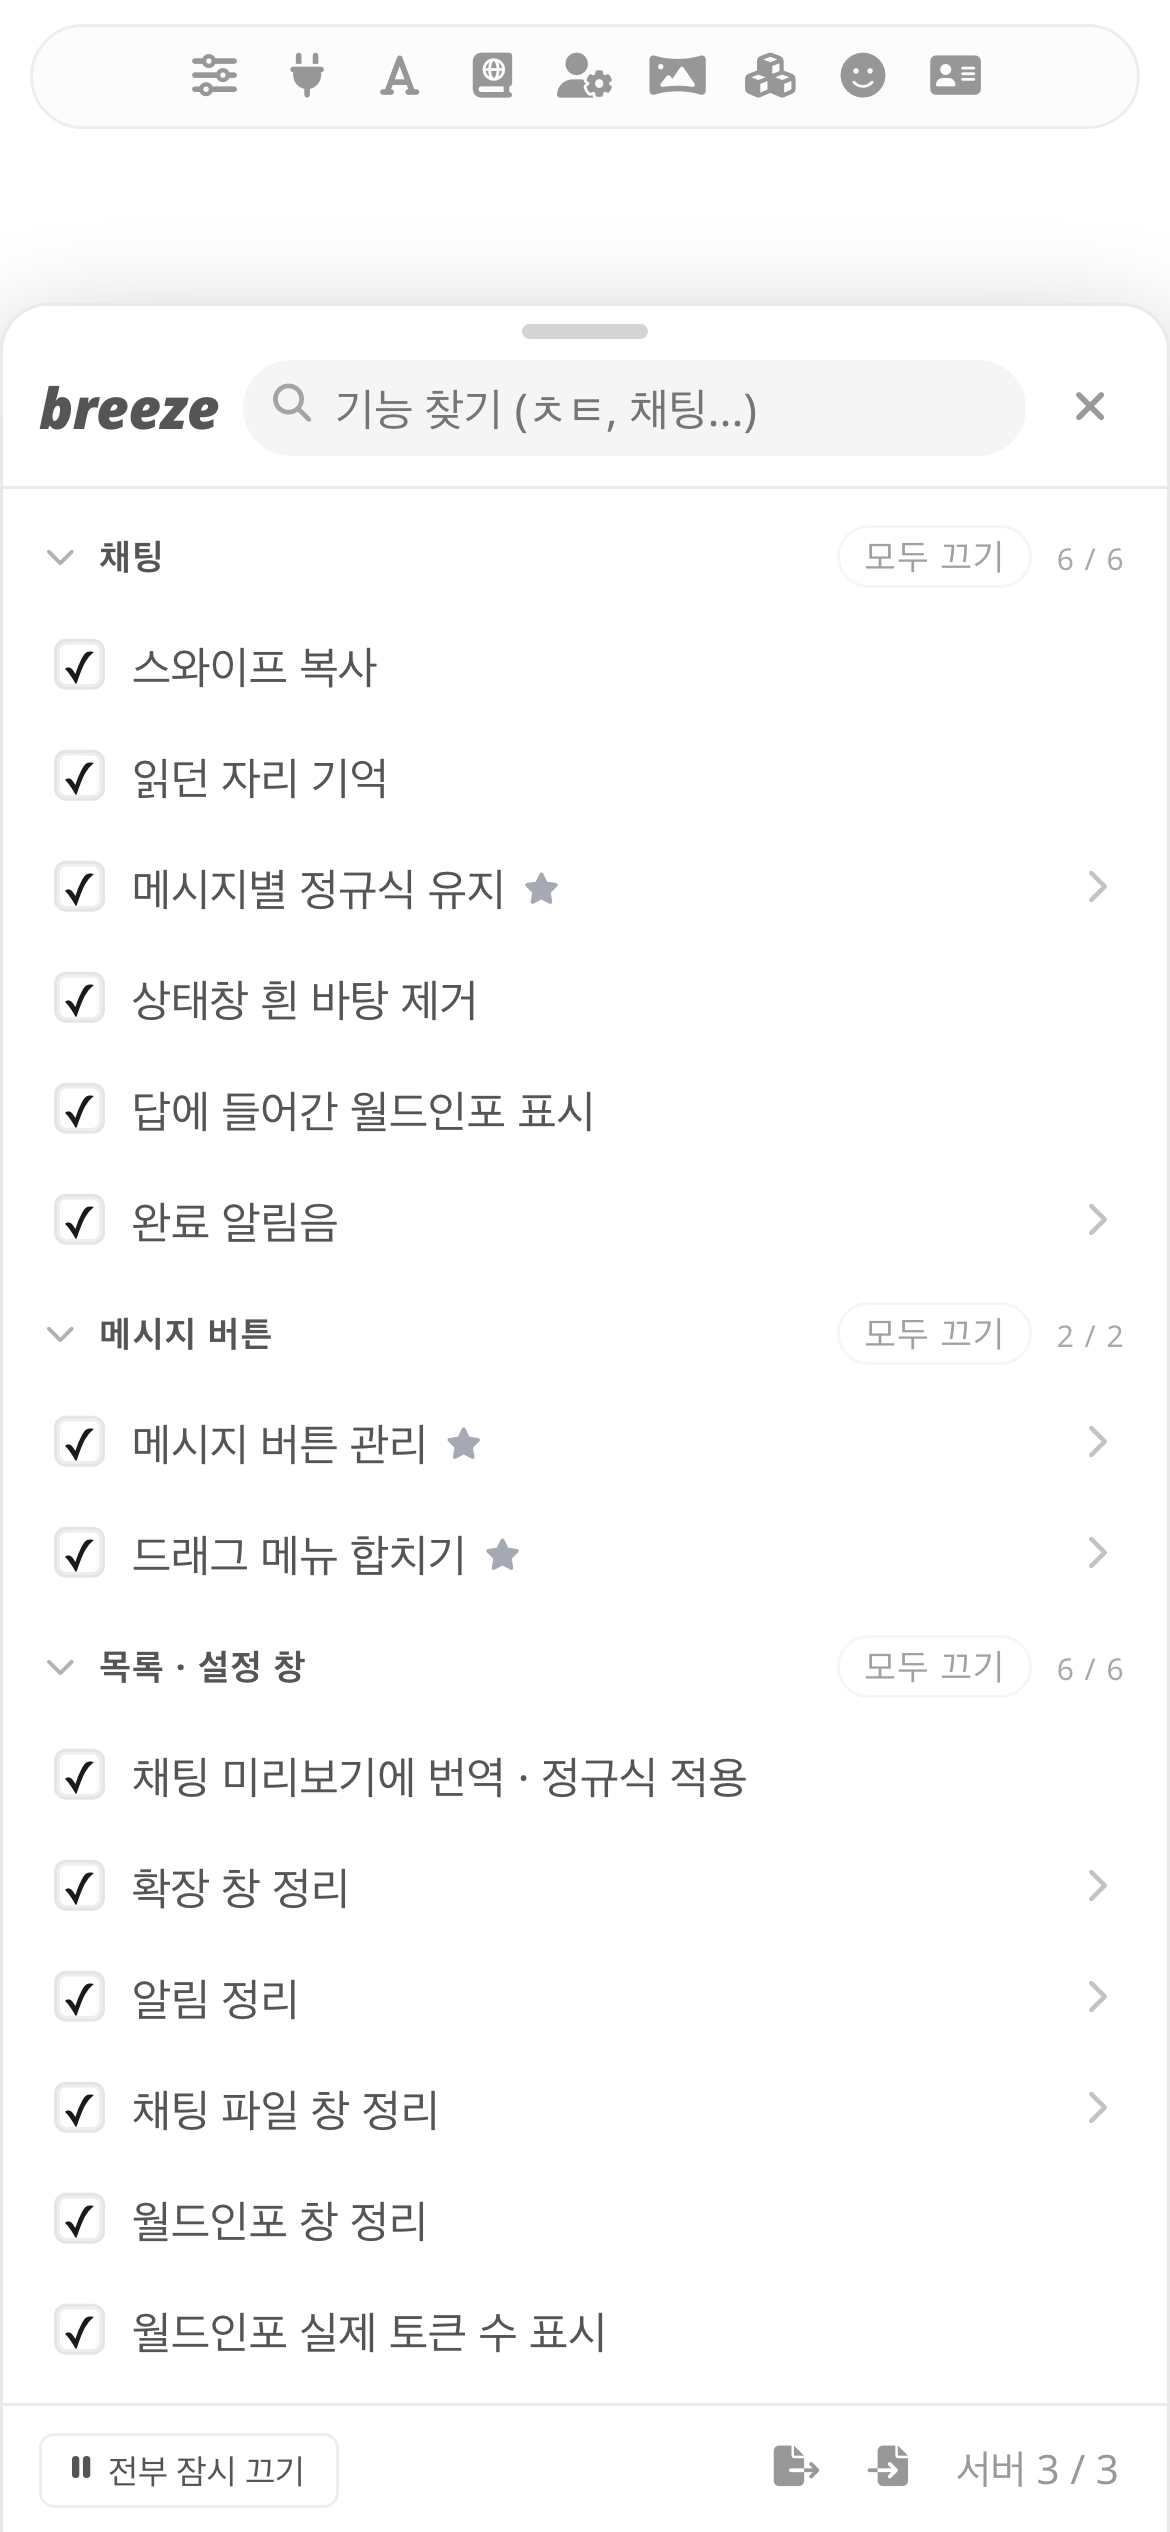 breeze
기능 찾기 (ㅊㅌ, 채팅...)
채팅 모두 끄기 6 / 6
스와이프 복사
읽던 자리 기억
메시지별 정규식 유지
상태창 흰 바탕 제거
답에 들어간 월드인포 표시
완료 알림음
메시지 버튼 모두 끄기 2 / 2
메시지 버튼 관리
드래그 메뉴 합치기
목록 · 설정 창 모두 끄기 6 / 6
채팅 미리보기에 번역 · 정규식 적용
확장 창 정리
알림 정리
채팅 파일 창 정리
월드인포 창 정리
월드인포 실제 토큰 수 표시
전부 잠시 끄기 서버 3 / 3